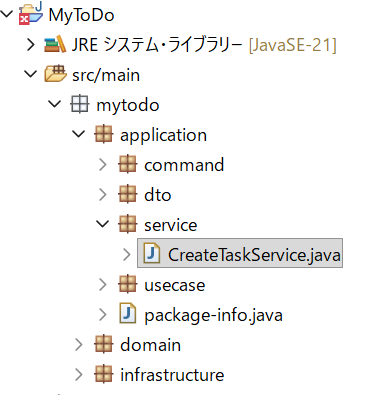 MyToDo
JRE システム・ライブラリー [JavaSE-21]
src/main
mytodo
application
command
dto
service
CreateTaskService.java
usecase
package-info.java
domain
infrastructure